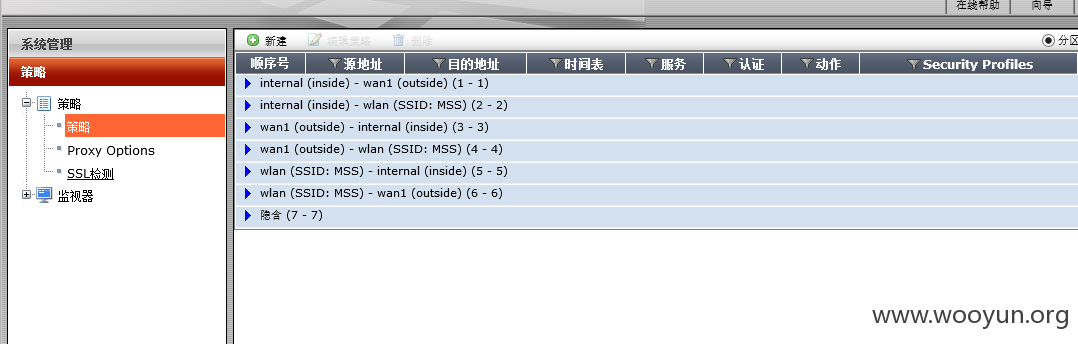 在线帮助 向导
系统管理
策略
策略
策略
Proxy Options
SSL检测
监视器
新建 编辑策略 删除 分区
顺序号 源地址 目的地址 时间表 服务 认证 动作 Security Profiles
internal (inside) - wan1 (outside) (1 - 1)
internal (inside) - wlan (SSID: MSS) (2 - 2)
wan1 (outside) - internal (inside) (3 - 3)
wan1 (outside) - wlan (SSID: MSS) (4 - 4)
wlan (SSID: MSS) - internal (inside) (5 - 5)
wlan (SSID: MSS) - wan1 (outside) (6 - 6)
隐含 (7 - 7)
www.wooyun.org